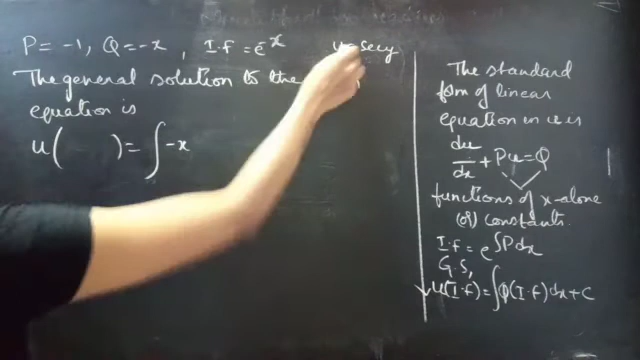 P = -1, Q = -x, I.f = e^-x u = secy
The general solution to the
equation is
u( ) = ∫ -x
The standard
form of linear
equation in u is
du/dx + Pu = Q
functions of x-alone
(or) constants.
I.f = e^∫Pdx
G.S,
u(I.f) = ∫Q(I.f)dx + C